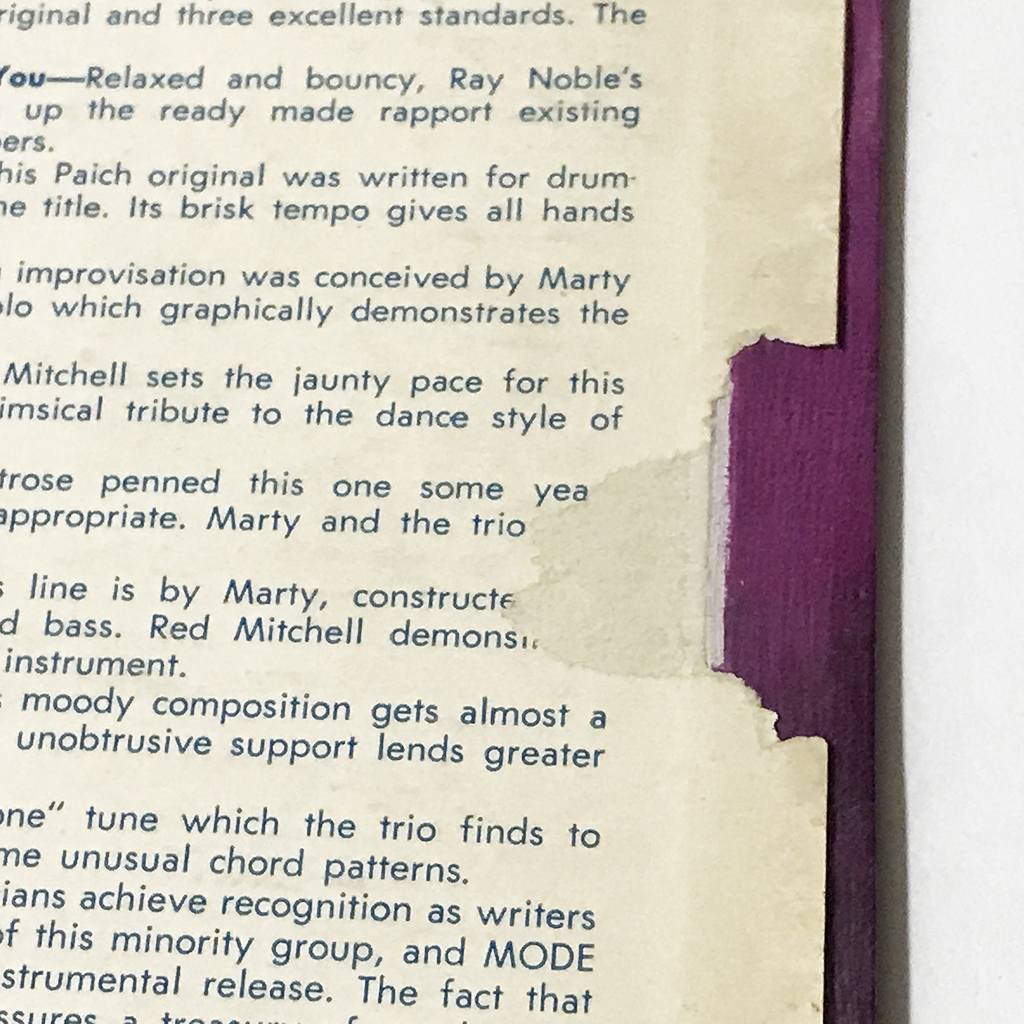 riginal and three excellent standards. The
You—Relaxed and bouncy, Ray Noble's
up the ready made rapport existing
ers.
his Paich original was written for drum-
he title. Its brisk tempo gives all hands
improvisation was conceived by Marty
olo which graphically demonstrates the
Mitchell sets the jaunty pace for this
imsical tribute to the dance style of
trose penned this one some yea
appropriate. Marty and the trio
s line is by Marty, constructe
d bass. Red Mitchell demons
instrument.
s moody composition gets almost a
unobtrusive support lends greater
one" tune which the trio finds to
me unusual chord patterns.
ians achieve recognition as writers
of this minority group, and MODE
strumental release. The fact that